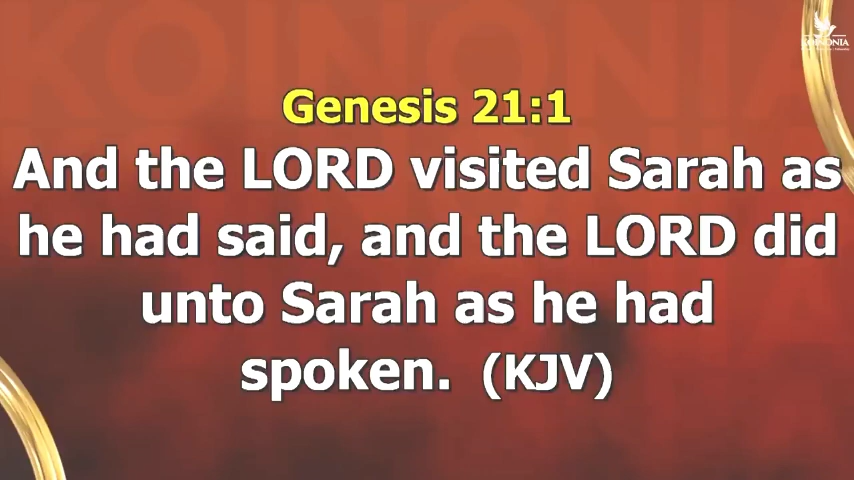 KOINONIA
Genesis 21:1
And the LORD visited Sarah as
he had said, and the LORD did
unto Sarah as he had
spoken. (KJV)